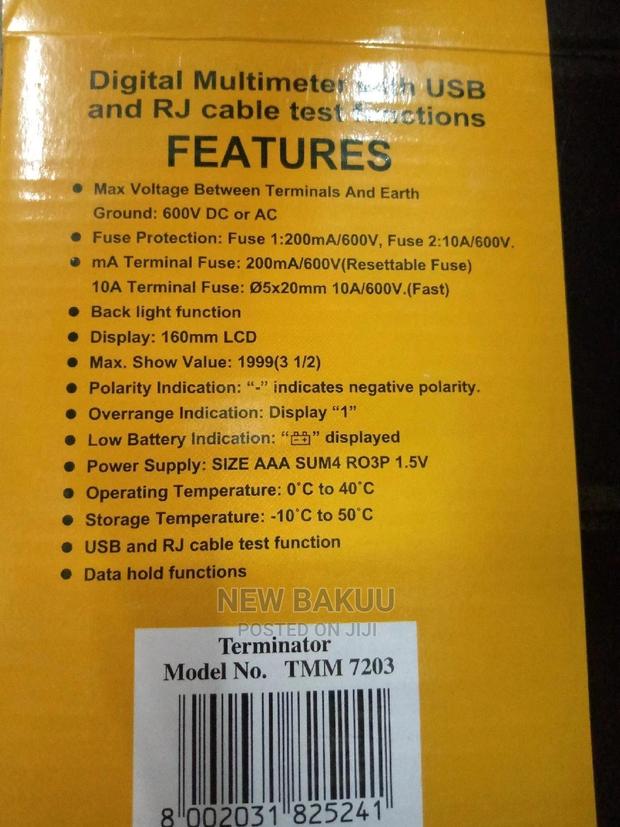 Digital Multimeter with USB
and RJ cable test functions
FEATURES
● Max Voltage Between Terminals And Earth
Ground: 600V DC or AC
● Fuse Protection: Fuse 1:200mA/600V, Fuse 2:10A/600V.
● mA Terminal Fuse: 200mA/600V(Resettable Fuse)
10A Terminal Fuse: Ø5x20mm 10A/600V.(Fast)
● Back light function
● Display: 160mm LCD
● Max. Show Value: 1999(3 1/2)
● Polarity Indication: “-” indicates negative polarity.
● Overrange Indication: Display “1”
● Low Battery Indication: “” displayed
● Power Supply: SIZE AAA SUM4 RO3P 1.5V
● Operating Temperature: 0˚C to 40˚C
● Storage Temperature: -10˚C to 50˚C
● USB and RJ cable test function
● Data hold functions
NEW BAKUU
POSTED ON JIJI
Terminator
Model No. TMM 7203
8 002031 825241